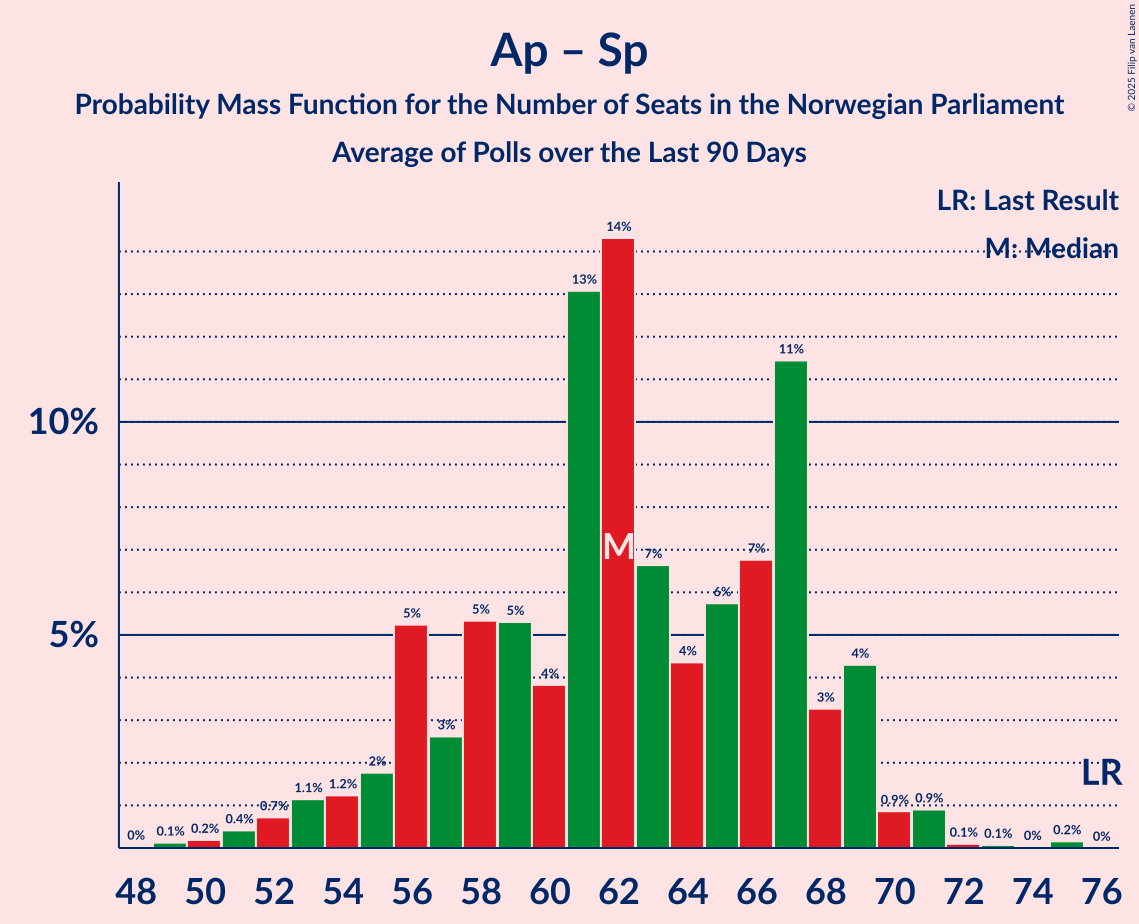 Ap – Sp
Probability Mass Function for the Number of Seats in the Norwegian Parliament
Average of Polls over the Last 90 Days
© 2025 Filip van Laenen
LR: Last Result
M: Median
10%
5%
0% 0.1% 0.2% 0.4% 0.7% 1.1% 1.2% 2% 5% 3% 5% 5% 4% 13% 14% 7% 4% 6% 7% 11% 3% 4% 0.9% 0.9% 0.1% 0.1% 0% 0.2% 0%
M
LR
48 50 52 54 56 58 60 62 64 66 68 70 72 74 76